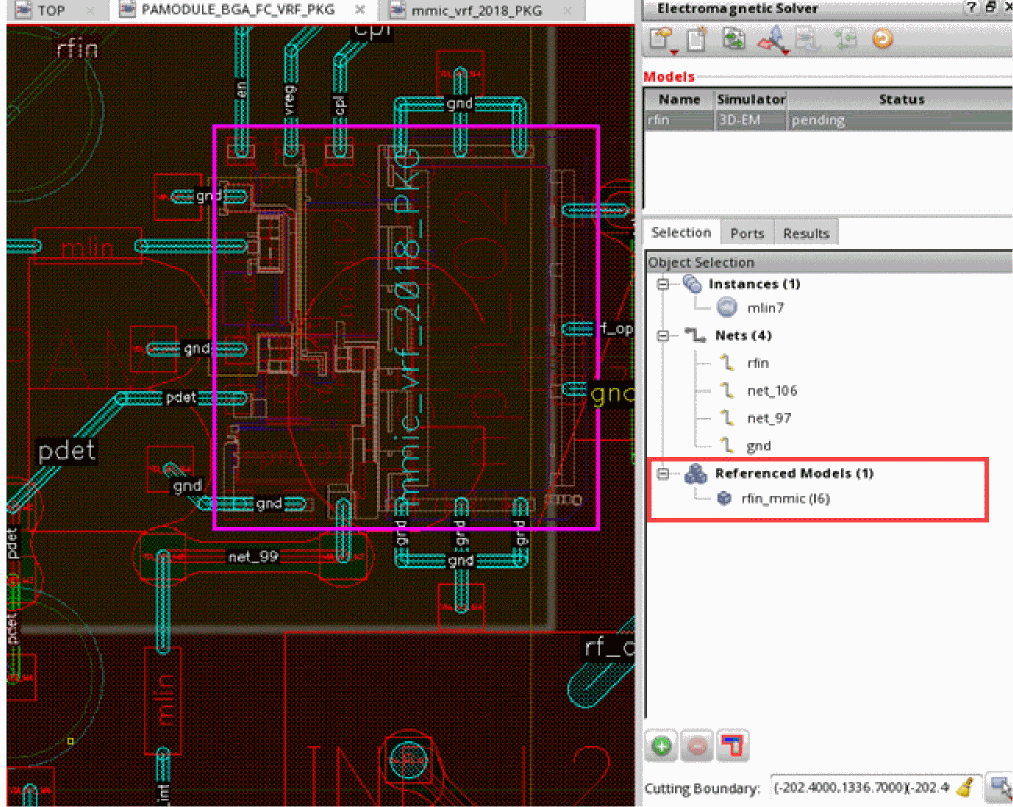 TOP
PAMODULE_BGA_FC_VRF_PKG
mmic_vrf_2018_PKG
Electromagnetic Solver
Models
Name Simulator Status
rfin 3D-EM pending
Selection Ports Results
Object Selection
Instances (1)
mlin7
Nets (4)
rfin
net_106
net_97
gnd
Referenced Models (1)
rfin_mmic (I6)
Cutting Boundary: (-202.4000,1336.7000)(-202.4
rfin
cpl
en
vreg
cpl
gnd
gnd
mlin
mmic_vrf_2018_PKG
f_op
gnd
pdet
gnd
pdet
gnd
gnd
gnd
gnd
gnd
gnd
net_99
pdet
pdet
rf_o
mlin
_int